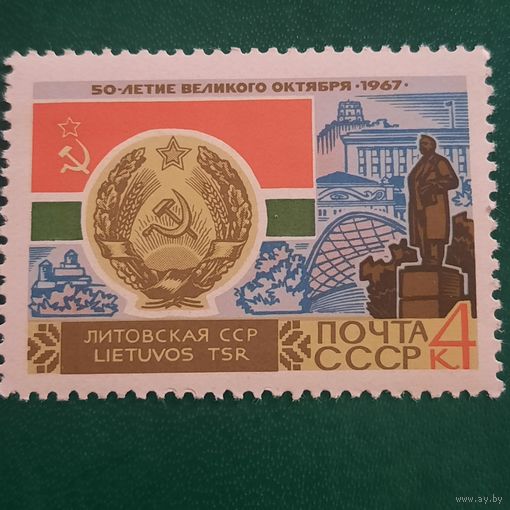 50-ЛЕТИЕ ВЕЛИКОГО ОКТЯБРЯ · 1967 ·
ЛИТОВСКАЯ ССР
LIETUVOS TSR
ПОЧТА
СССР
4 К.
www.ay.by